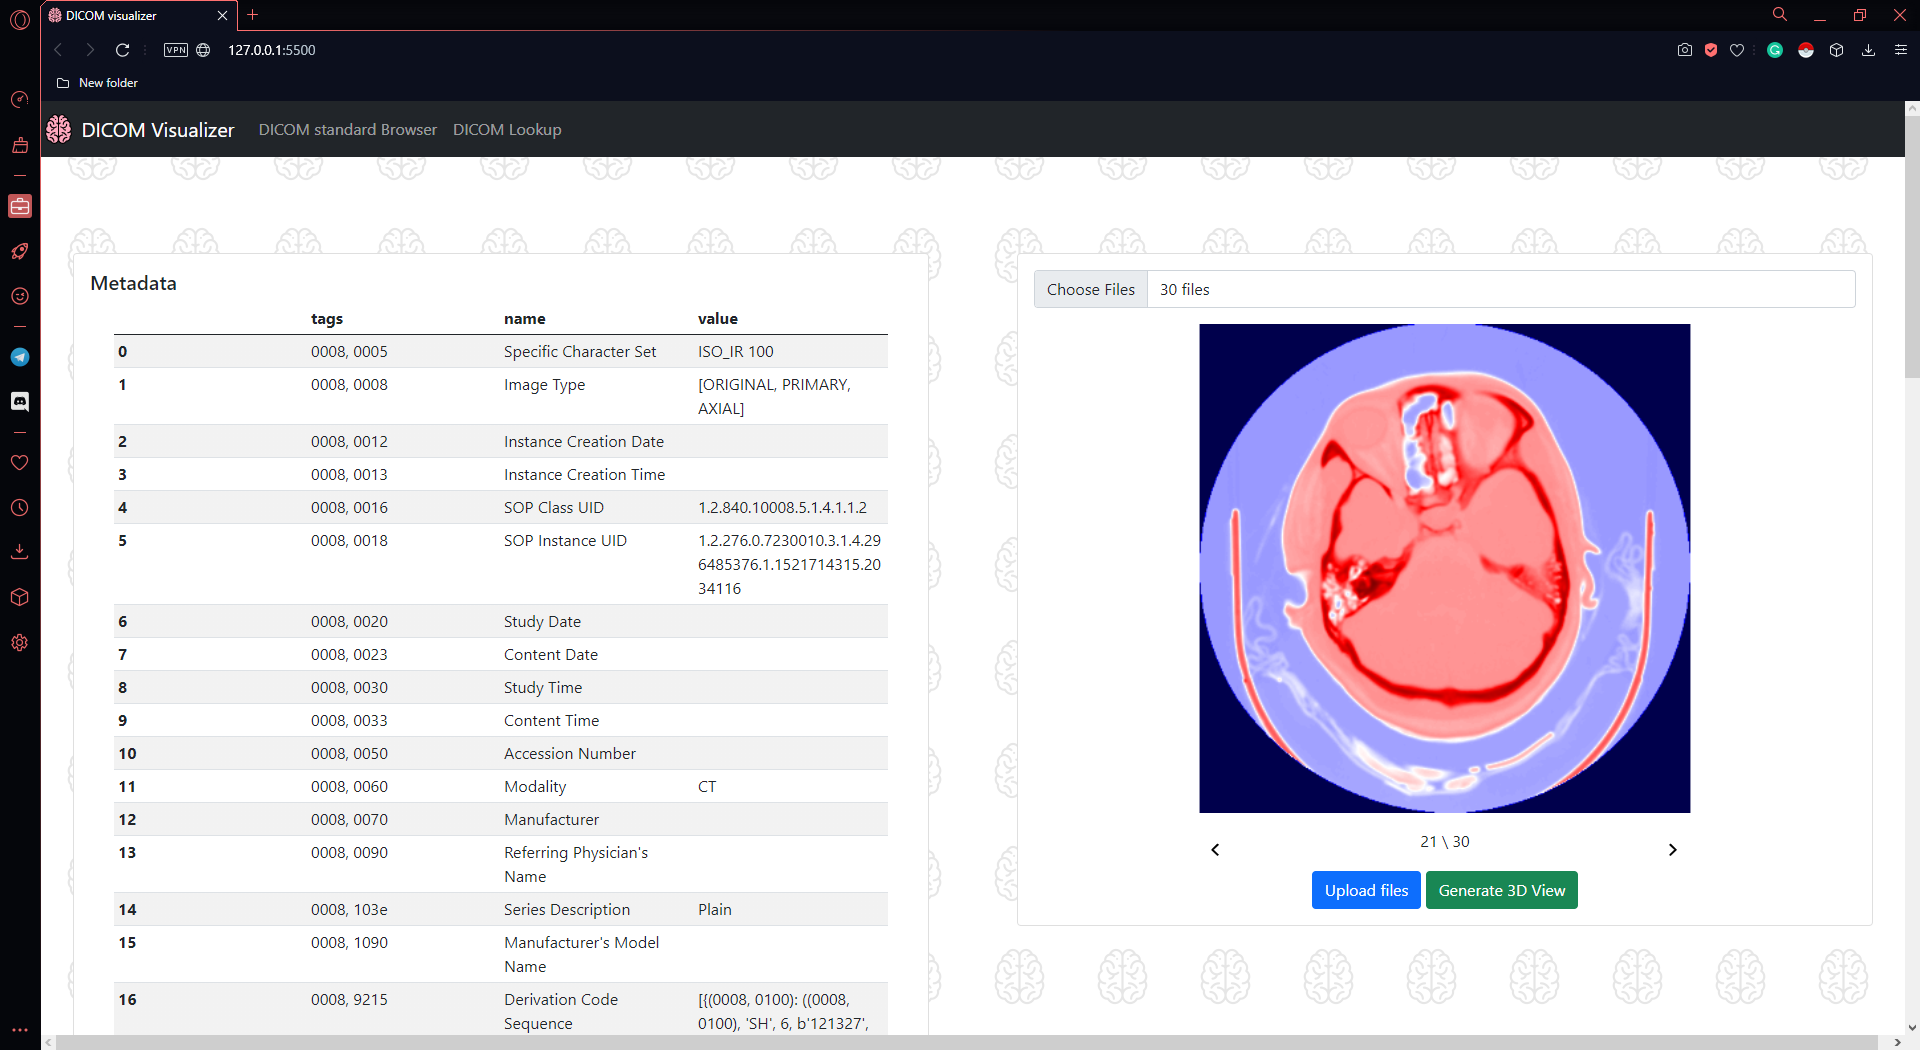 DICOM visualizer
VPN
127.0.0.1:5500
New folder
DICOM Visualizer DICOM standard Browser DICOM Lookup
Metadata
tags name value
0 0008, 0005 Specific Character Set ISO_IR 100
1 0008, 0008 Image Type [ORIGINAL, PRIMARY,
AXIAL]
2 0008, 0012 Instance Creation Date
3 0008, 0013 Instance Creation Time
4 0008, 0016 SOP Class UID 1.2.840.10008.5.1.4.1.1.2
5 0008, 0018 SOP Instance UID 1.2.276.0.7230010.3.1.4.29
6485376.1.1521714315.20
34116
6 0008, 0020 Study Date
7 0008, 0023 Content Date
8 0008, 0030 Study Time
9 0008, 0033 Content Time
10 0008, 0050 Accession Number
11 0008, 0060 Modality CT
12 0008, 0070 Manufacturer
13 0008, 0090 Referring Physician's
Name
14 0008, 103e Series Description Plain
15 0008, 1090 Manufacturer's Model
Name
16 0008, 9215 Derivation Code [{(0008, 0100): ((0008,
Sequence 0100), 'SH', 6, b'121327',
Choose Files 30 files
21 \ 30
Upload files Generate 3D View